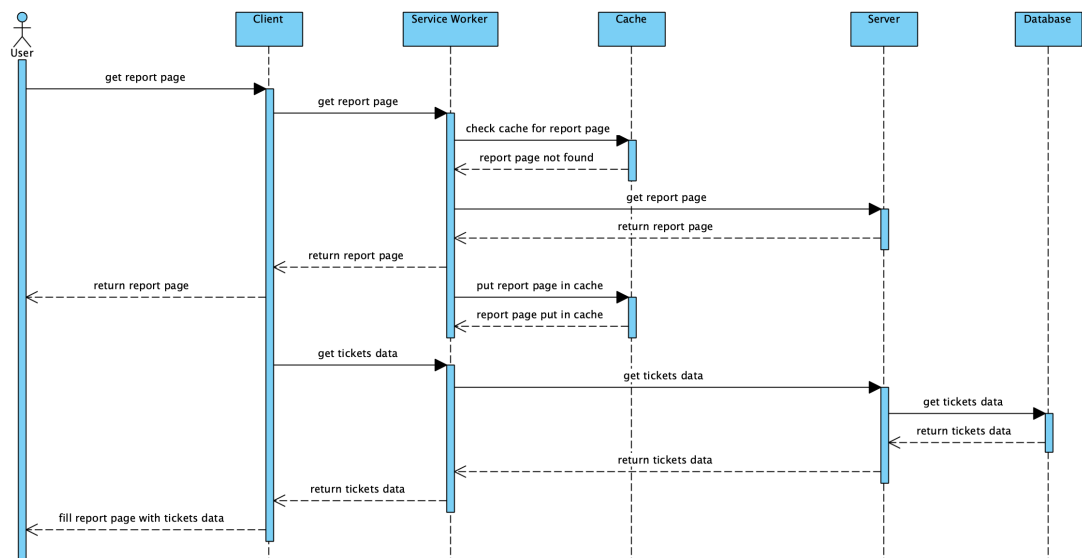 Client
Service Worker
Cache
Server
Database
User
get report page
get report page
check cache for report page
report page not found
get report page
return report page
return report page
return report page
put report page in cache
report page put in cache
get tickets data
get tickets data
get tickets data
return tickets data
return tickets data
return tickets data
fill report page with tickets data